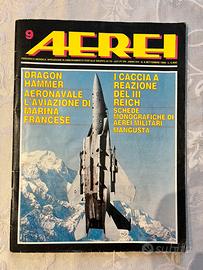 9
AEREI
DRAGON
HAMMER
AERONAVALE
L'AVIAZIONE DI
MARINA
FRANCESE
I CACCIA A
REAZIONE
DEL III
REICH
SCHEDE
MONOGRAFICHE DI
AEREI MILITARI
MANGUSTA